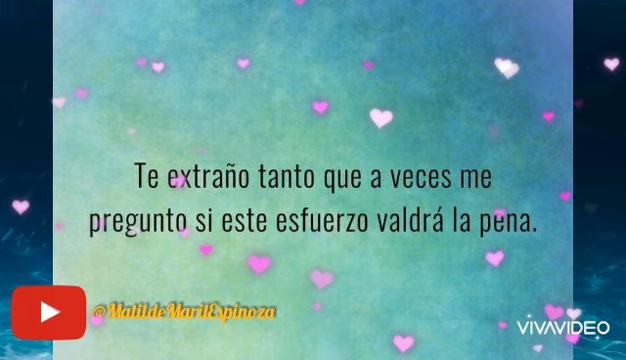 Te extraño tanto que a veces me
pregunto si este esfuerzo valdrá la pena.
@MatildeMarilEspinoza
VIVAVIDEO